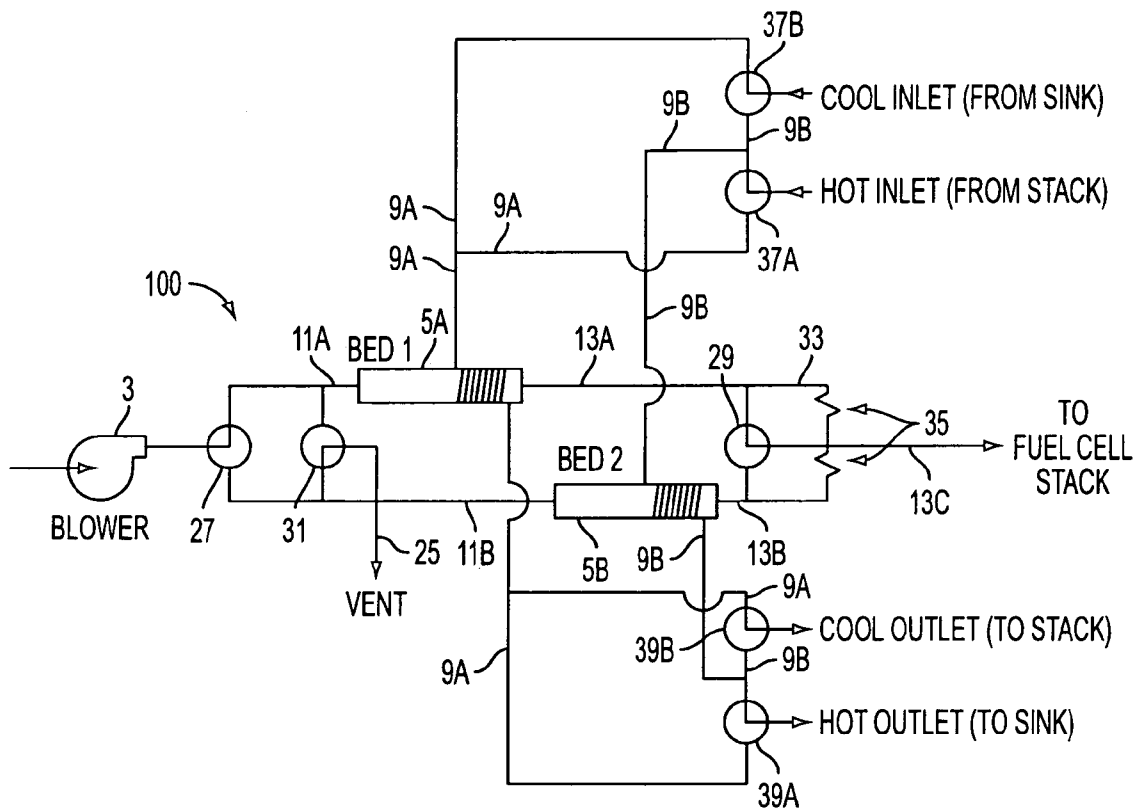 37B
COOL INLET (FROM SINK)
9B
9B
HOT INLET (FROM STACK)
9A
9A
37A
9A
100
5A
9B
11A
BED 1
13A
29
33
3
35
TO
FUEL CELL
STACK
BED 2
13C
BLOWER
27
31
25
11B
5B
9B
13B
VENT
9A
COOL OUTLET (TO STACK)
39B
9A
9B
HOT OUTLET (TO SINK)
39A